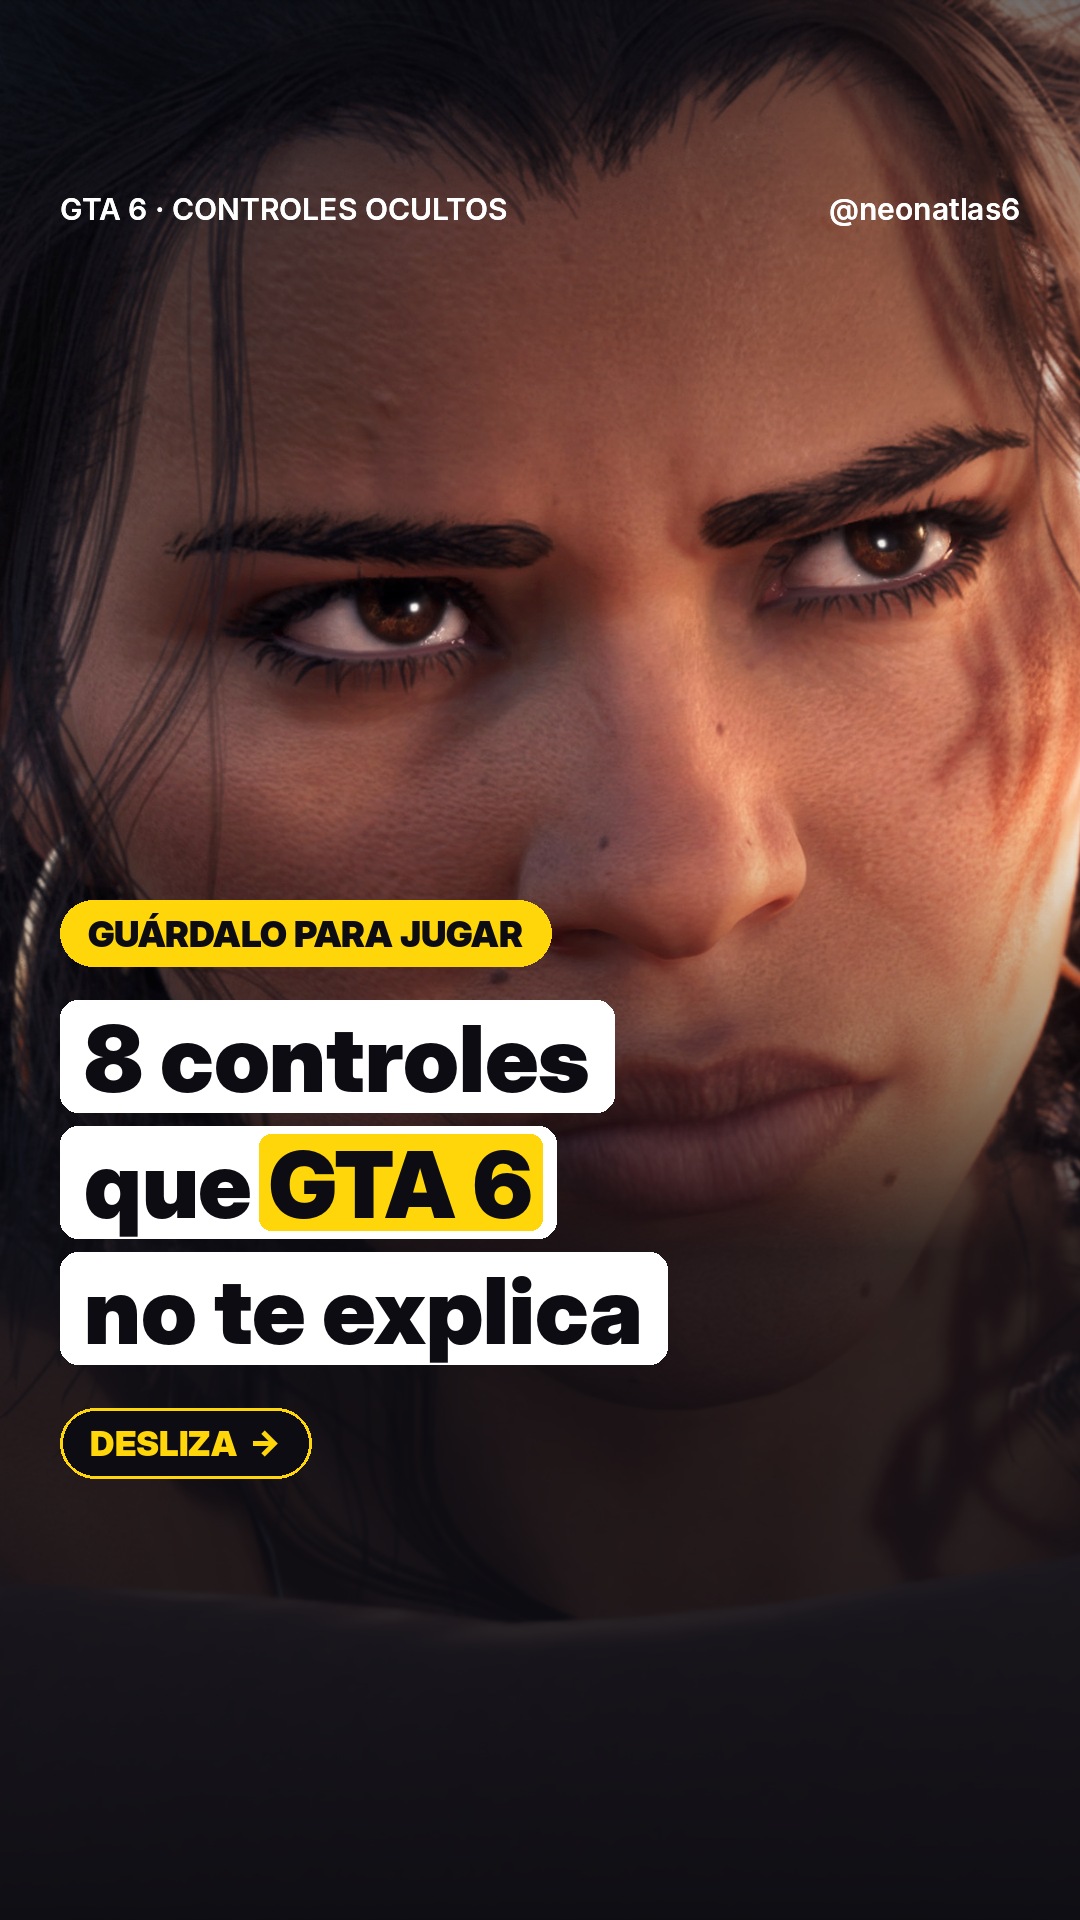 GTA 6 · CONTROLES OCULTOS
@neonatlas6
GUÁRDALO PARA JUGAR
8 controles
que GTA 6
no te explica
DESLIZA →